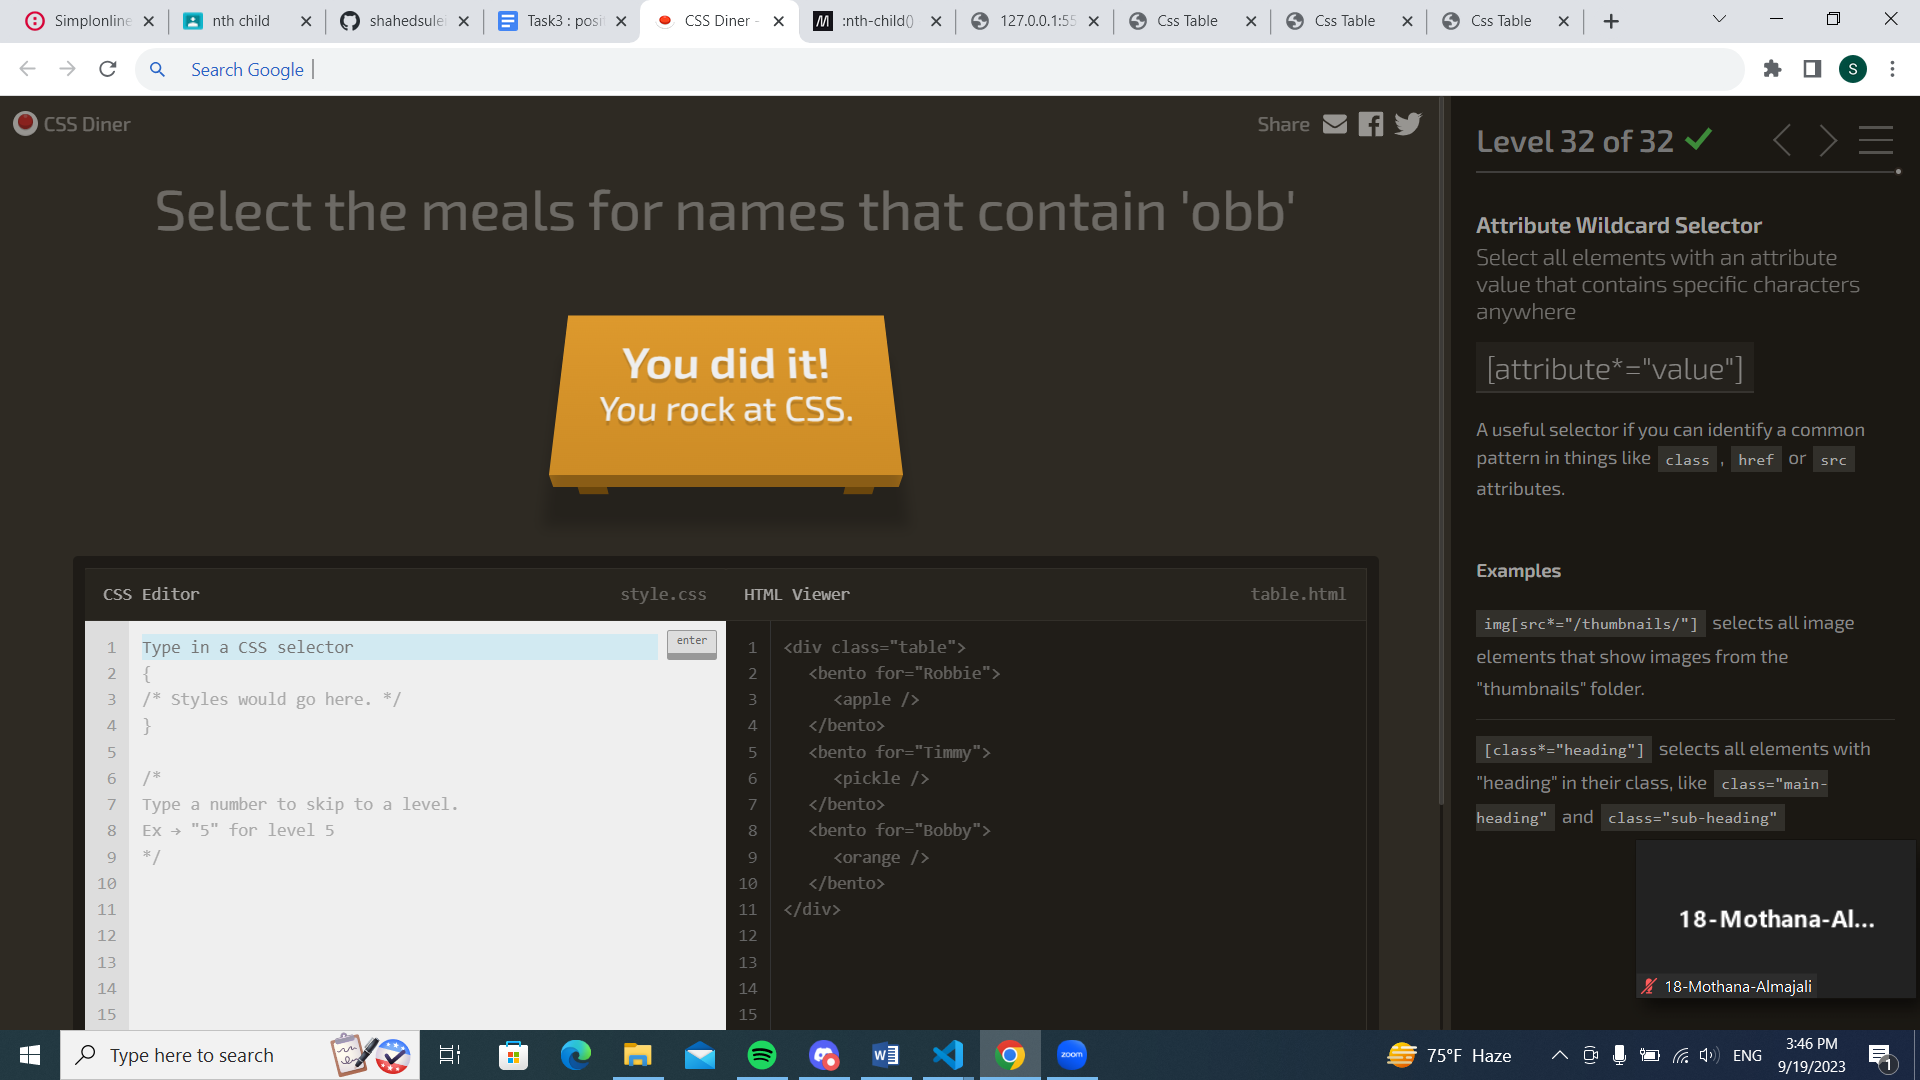 Simplonline
nth child
shahedsulei
Task3 : posit
CSS Diner -
:nth-child()
127.0.0.1:55
Css Table
Css Table
Css Table
Search Google
S
CSS Diner
Share
Select the meals for names that contain 'obb'
You did it!
You rock at CSS.
CSS Editor
style.css
HTML Viewer
table.html
1 Type in a CSS selector
enter
2 {
3 /* Styles would go here. */
4 }
5
6 /*
7 Type a number to skip to a level.
8 Ex → "5" for level 5
9 */
10
11
12
13
14
15
1 <div class="table">
2 <bento for="Robbie">
3 <apple />
4 </bento>
5 <bento for="Timmy">
6 <pickle />
7 </bento>
8 <bento for="Bobby">
9 <orange />
10 </bento>
11 </div>
12
13
14
15
Level 32 of 32
Attribute Wildcard Selector
Select all elements with an attribute
value that contains specific characters
anywhere
[attribute*="value"]
A useful selector if you can identify a common
pattern in things like class , href or src
attributes.
Examples
img[src*="/thumbnails/"] selects all image
elements that show images from the
"thumbnails" folder.
[class*="heading"] selects all elements with
"heading" in their class, like class="main-
heading" and class="sub-heading"
18-Mothana-Al...
18-Mothana-Almajali
Type here to search
zoom
75°F Haze
ENG
3:46 PM
9/19/2023
1